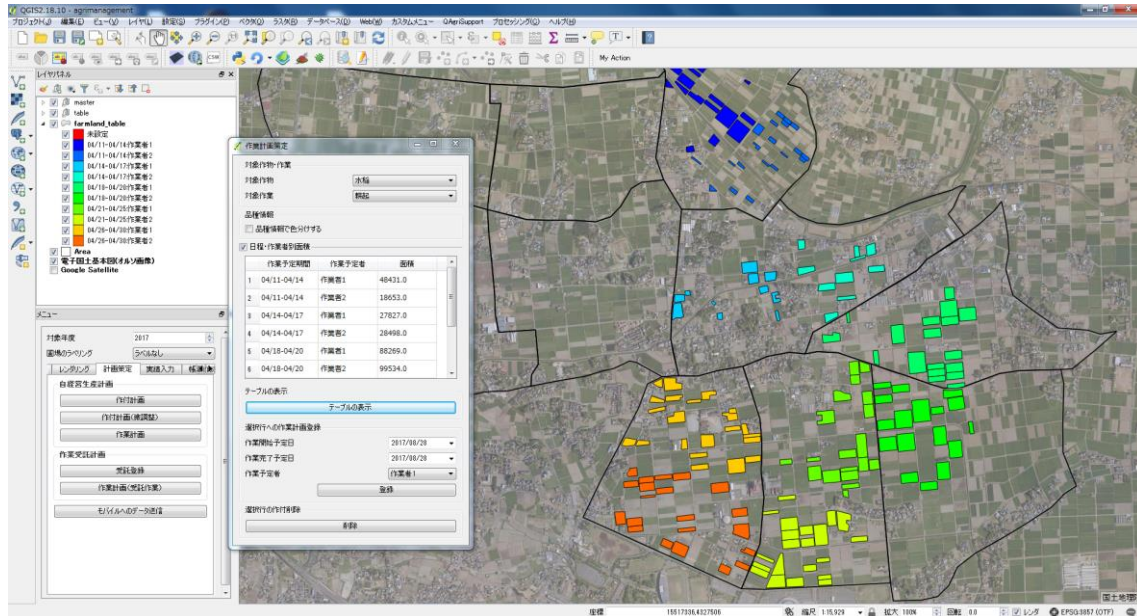 QGIS2.18.10 - agrimanagement
プロジェクト(J) 編集(E) ビュー(V) レイヤ(L) 設定(S) プラグイン(P) ベクタ(O) ラスタ(R) データベース(D) Web(W) カスタムメニュー QAgriSupport プロセッシング(C) ヘルプ(H)
CSW
My Action
レイヤパネル
master
table
farmland_table
未設定
04/11-04/14作業者1
04/11-04/14作業者2
04/14-04/17作業者1
04/14-04/17作業者2
04/18-04/20作業者1
04/18-04/20作業者2
04/21-04/25作業者1
04/21-04/25作業者2
04/26-04/30作業者1
04/26-04/30作業者2
Area
電子国土基本図(オルソ画像)
Google Satellite
メニュー
対象年度 2017
圃場のラベリング ラベルなし
レンダリング 計画策定 実績入力
自経営生産計画
作付計画
作付計画(微調整)
作業計画
作業受託計画
受託登録
作業計画(受託作業)
モバイルへのデータ送信
作業計画策定
対象作物・作業
対象作物 水稲
対象作業 耕起
品種情報
品種情報で色分けする
日程・作業者別面積
作業予定期間 作業予定者 面積
1 04/11-04/14 作業者1 48431.0
2 04/11-04/14 作業者2 18653.0
3 04/14-04/17 作業者1 27827.0
4 04/14-04/17 作業者2 28498.0
5 04/18-04/20 作業者1 88269.0
6 04/18-04/20 作業者2 99534.0
テーブルの表示
テーブルの表示
選択行への作業計画登録
作業開始予定日 2017/08/28
作業完了予定日 2017/08/28
作業予定者 作業者1
登録
選択行の作付削除
削除
国土地理
座標 15517336,4327506 縮尺 1:15,929 拡大 100% 回転 0.0 レンダ EPSG:3857 (OTF)